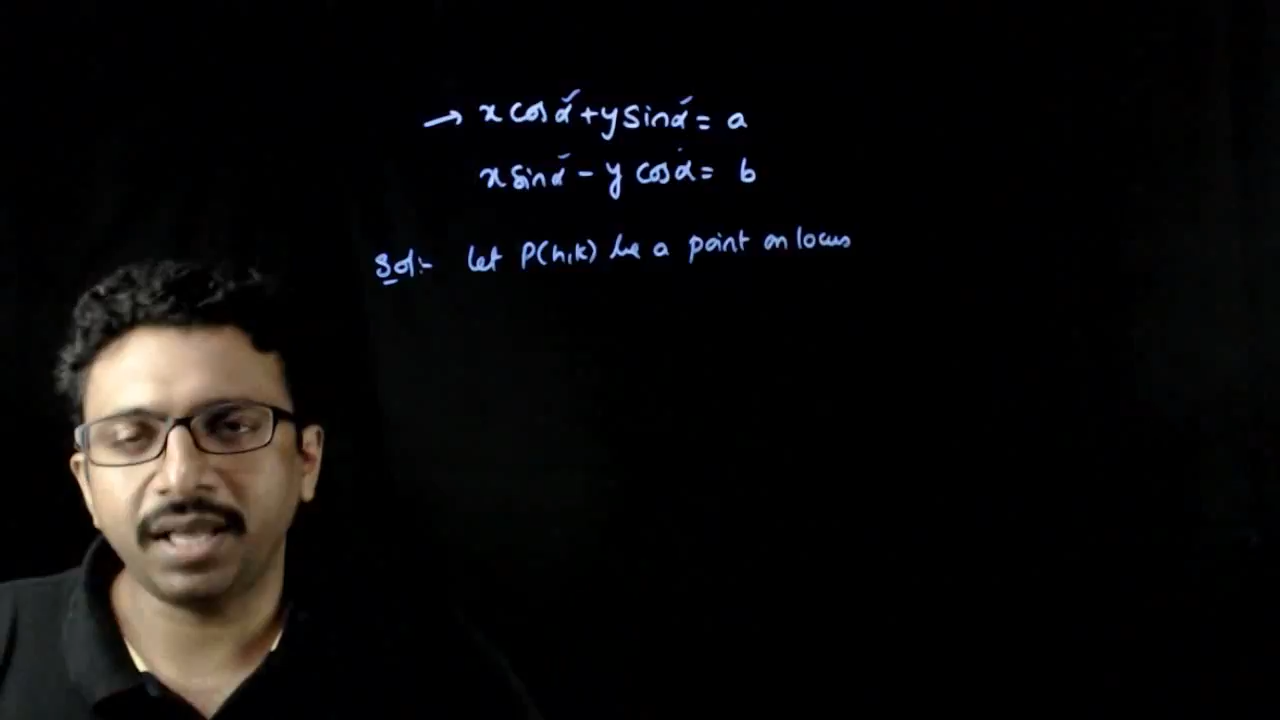 → x cos α + y sin α = a
x sin α - y cos α = b
Sol:- Let P(h,k) be a point on locus